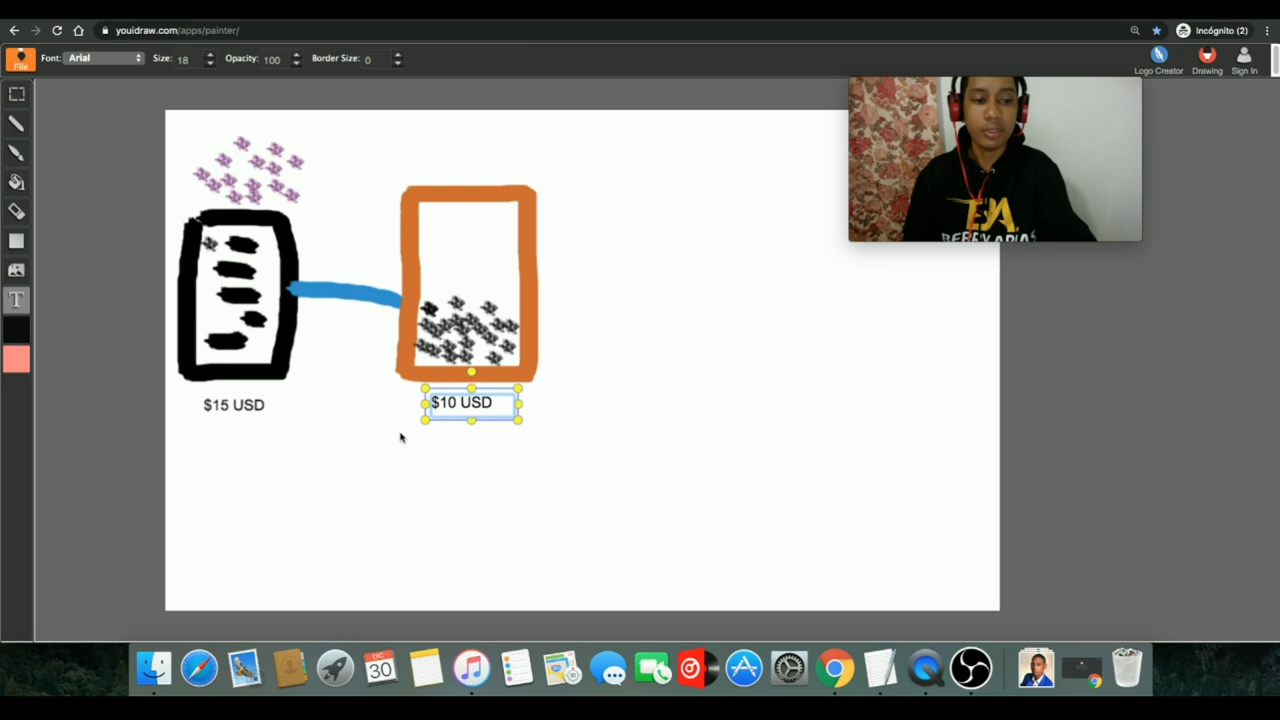 youidraw.com/apps/painter/
Incógnito (2)
File
Font: Arial
Size: 18
Opacity: 100
Border Size: 0
Logo Creator
Drawing
Sign In
T
$15 USD
$10 USD
DIC
30